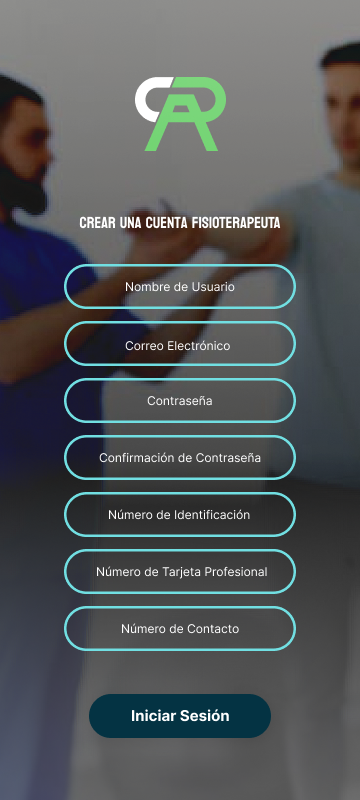 CREAR UNA CUENTA FISIOTERAPEUTA
Nombre de Usuario
Correo Electrónico
Contraseña
Confirmación de Contraseña
Número de Identificación
Número de Tarjeta Profesional
Número de Contacto
Iniciar Sesión